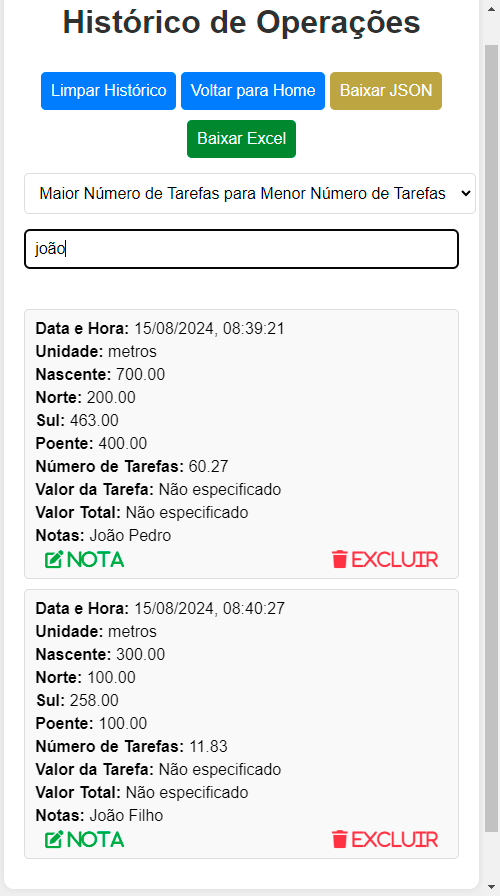 Histórico de Operações
Limpar Histórico Voltar para Home Baixar JSON
Baixar Excel
Maior Número de Tarefas para Menor Número de Tarefas
joão
Data e Hora: 15/08/2024, 08:39:21
Unidade: metros
Nascente: 700.00
Norte: 200.00
Sul: 463.00
Poente: 400.00
Número de Tarefas: 60.27
Valor da Tarefa: Não especificado
Valor Total: Não especificado
Notas: João Pedro
NOTA EXCLUIR
Data e Hora: 15/08/2024, 08:40:27
Unidade: metros
Nascente: 300.00
Norte: 100.00
Sul: 258.00
Poente: 100.00
Número de Tarefas: 11.83
Valor da Tarefa: Não especificado
Valor Total: Não especificado
Notas: João Filho
NOTA EXCLUIR